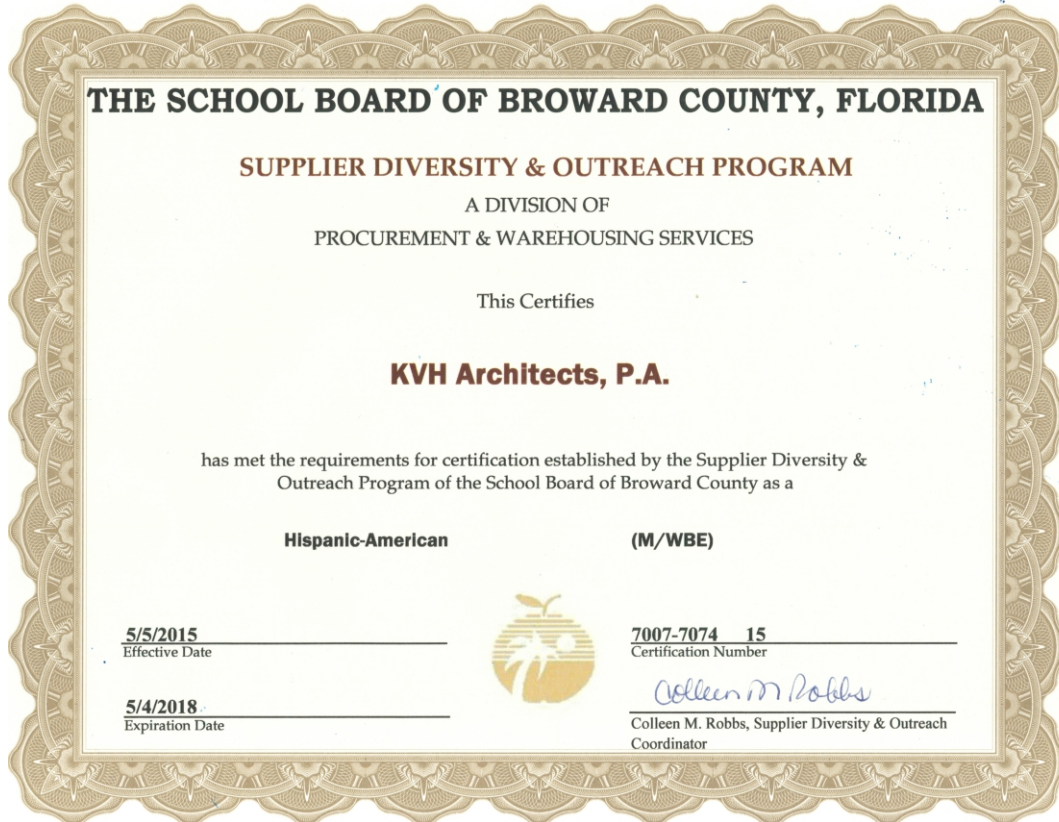 THE SCHOOL BOARD OF BROWARD COUNTY, FLORIDA
SUPPLIER DIVERSITY & OUTREACH PROGRAM
A DIVISION OF
PROCUREMENT & WAREHOUSING SERVICES
This Certifies
KVH Architects, P.A.
has met the requirements for certification established by the Supplier Diversity &
Outreach Program of the School Board of Broward County as a
Hispanic-American (M/WBE)
5/5/2015
Effective Date
7007-7074 15
Certification Number
5/4/2018
Expiration Date
Colleen M Robbs
Colleen M. Robbs, Supplier Diversity & Outreach
Coordinator